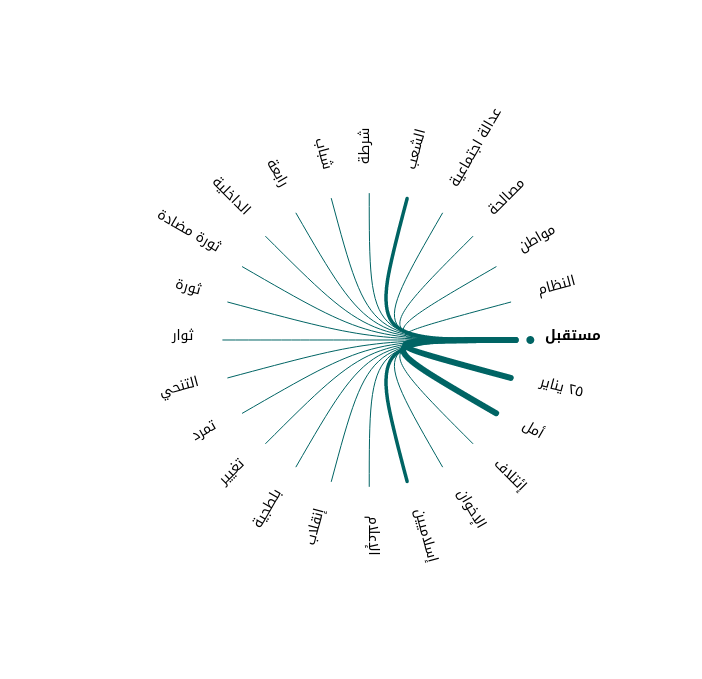 مستقبل
٢٥ يناير
أمل
إئتلاف
الإخوان
إسلاميين
الإعلام
إنقلاب
بلطجية
تغيير
تمرد
التنحي
ثوار
ثورة
ثورة مضادة
الداخلية
رابعة
شباب
شرطة
الشعب
عدالة اجتماعية
مصالحة
مواطن
النظام